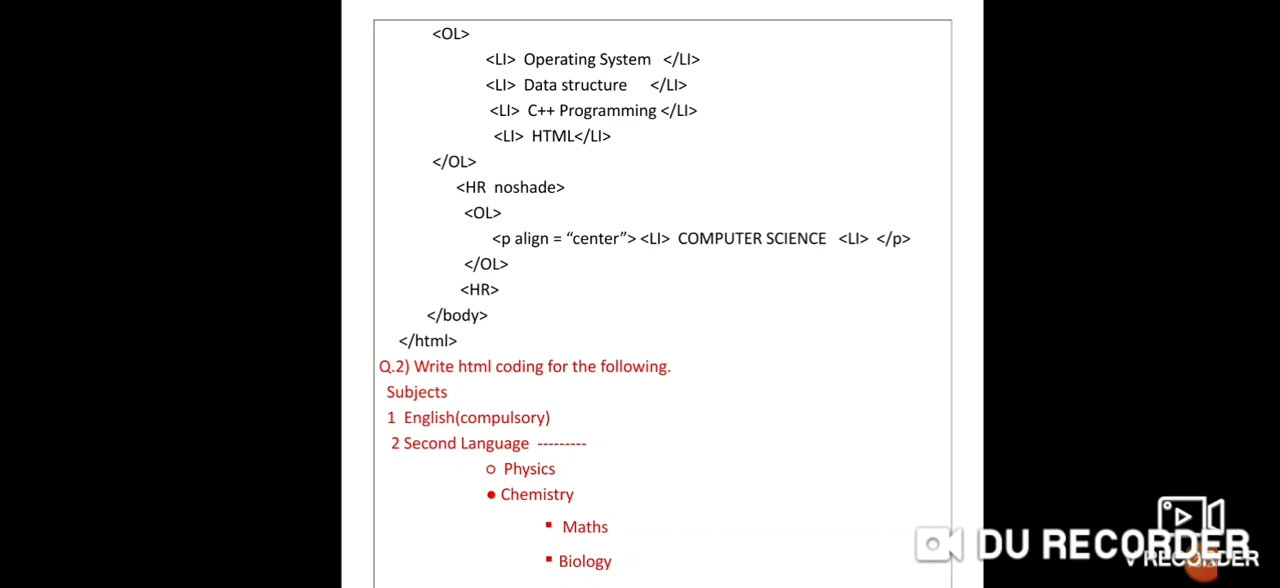 <OL>
<LI> Operating System </LI>
<LI> Data structure </LI>
<LI> C++ Programming </LI>
<LI> HTML</LI>
</OL>
<HR noshade>
<OL>
<p align = “center”> <LI> COMPUTER SCIENCE <LI> </p>
</OL>
<HR>
</body>
</html>
Q.2) Write html coding for the following.
Subjects
1 English(compulsory)
2 Second Language ---------
○ Physics
● Chemistry
▪ Maths
▪ Biology
DU RECORDER